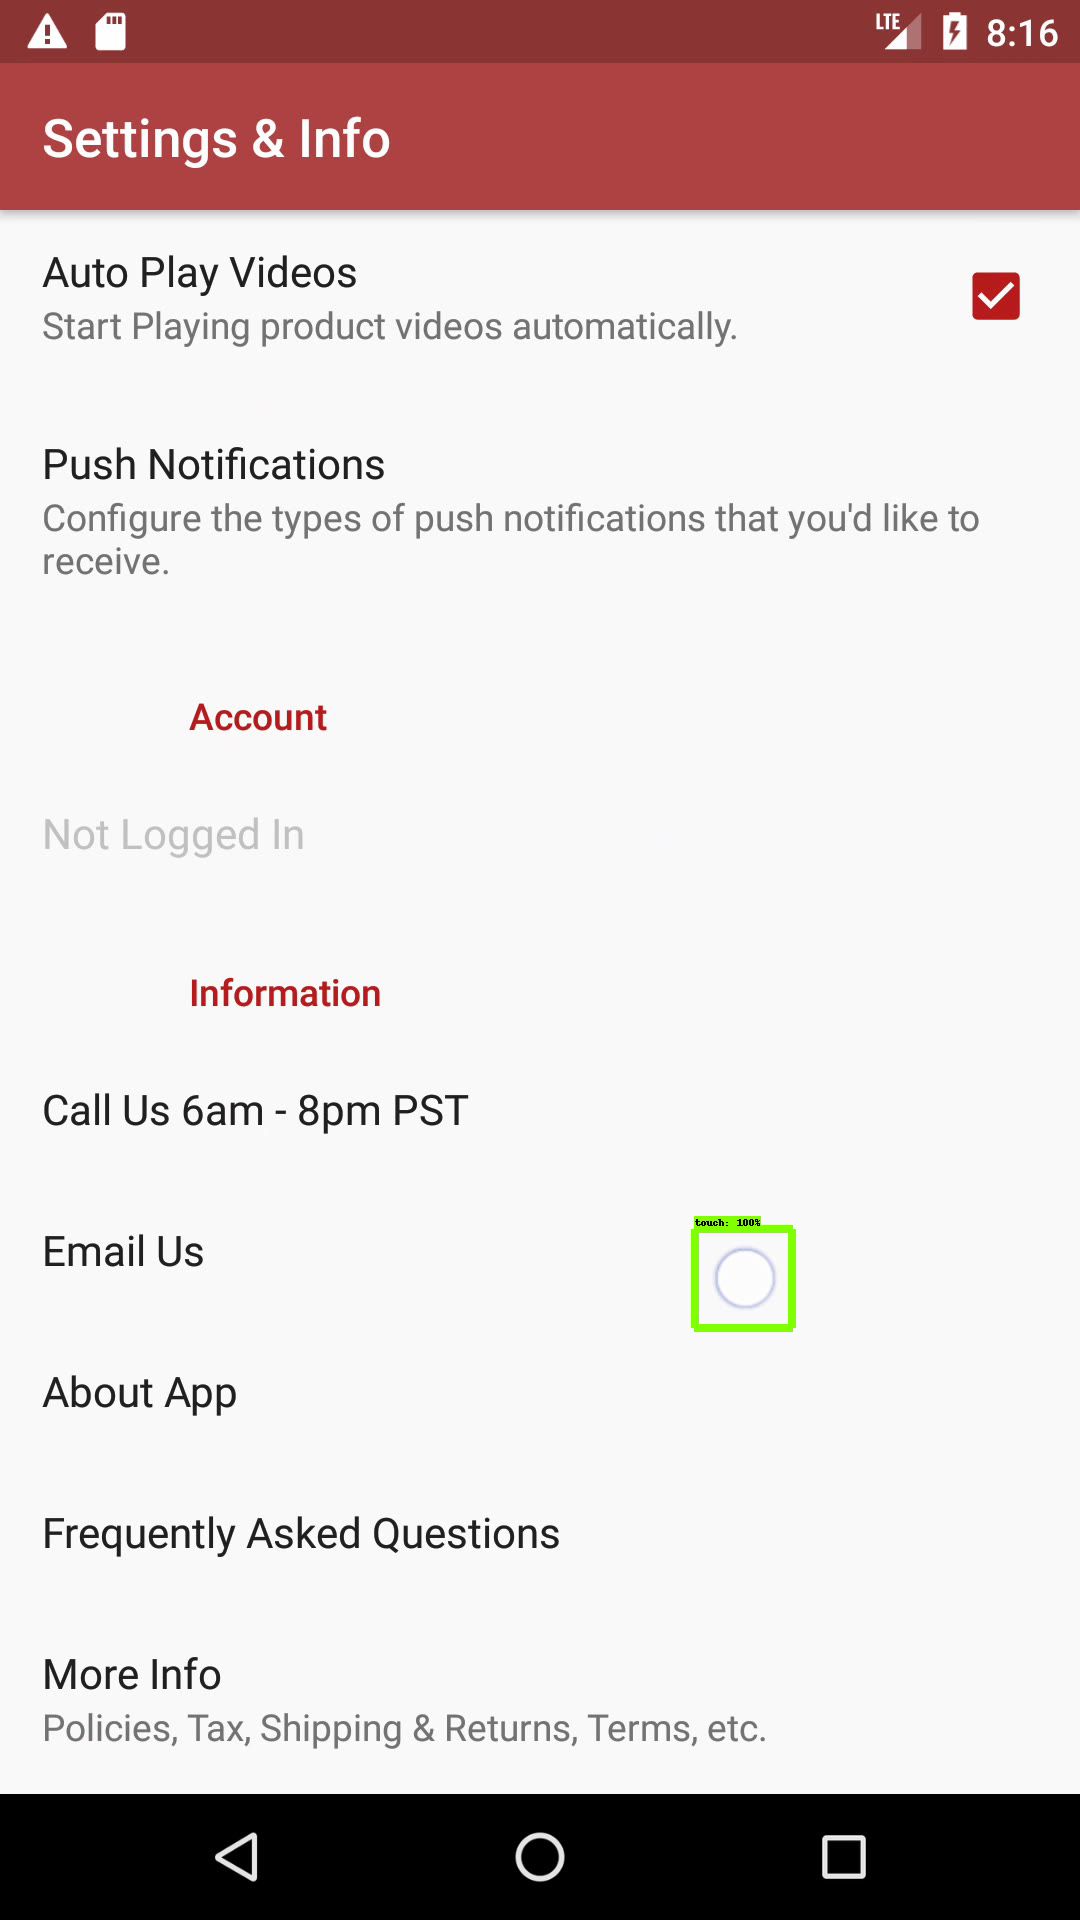 LTE 8:16
Settings & Info
Auto Play Videos
Start Playing product videos automatically.
Push Notifications
Configure the types of push notifications that you'd like to
receive.
Account
Not Logged In
Information
Call Us 6am - 8pm PST
touch: 100%
Email Us
About App
Frequently Asked Questions
More Info
Policies, Tax, Shipping & Returns, Terms, etc.